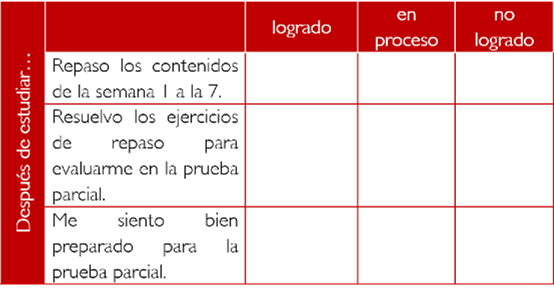 Después de estudiar…
logrado
en
proceso
no
logrado
Repaso los contenidos
de la semana 1 a la 7.
Resuelvo los ejercicios
de repaso para
evaluarme en la prueba
parcial.
Me siento bien
preparado para la
prueba parcial.